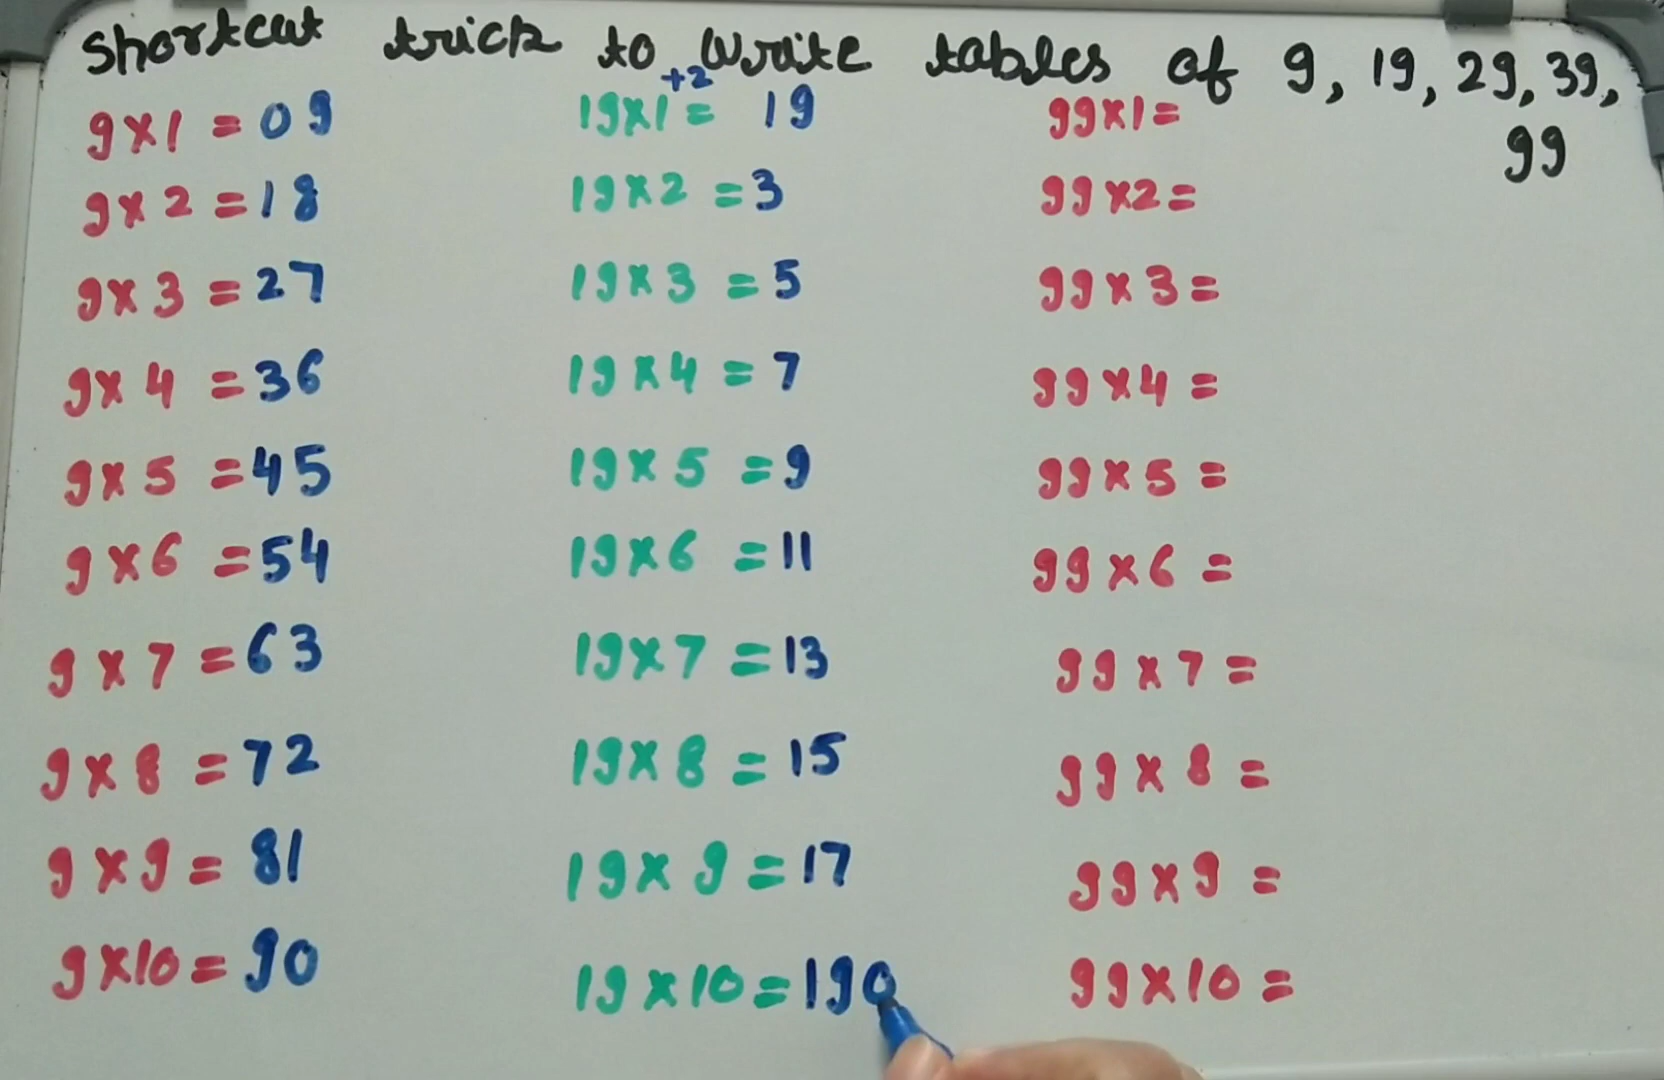 Shortcut trick to write tables of 9, 19, 29, 39,
99
+2
9x1 = 09
9x2 = 18
9x3 = 27
9x4 = 36
9x5 = 45
9x6 = 54
9x7 = 63
9x8 = 72
9x9 = 81
9x10 = 90
19x1 = 19
19x2 = 3
19x3 = 5
19x4 = 7
19x5 = 9
19x6 = 11
19x7 = 13
19x8 = 15
19x9 = 17
19x10 = 190
99x1 =
99x2 =
99x3 =
99x4 =
99x5 =
99x6 =
99x7 =
99x8 =
99x9 =
99x10 =